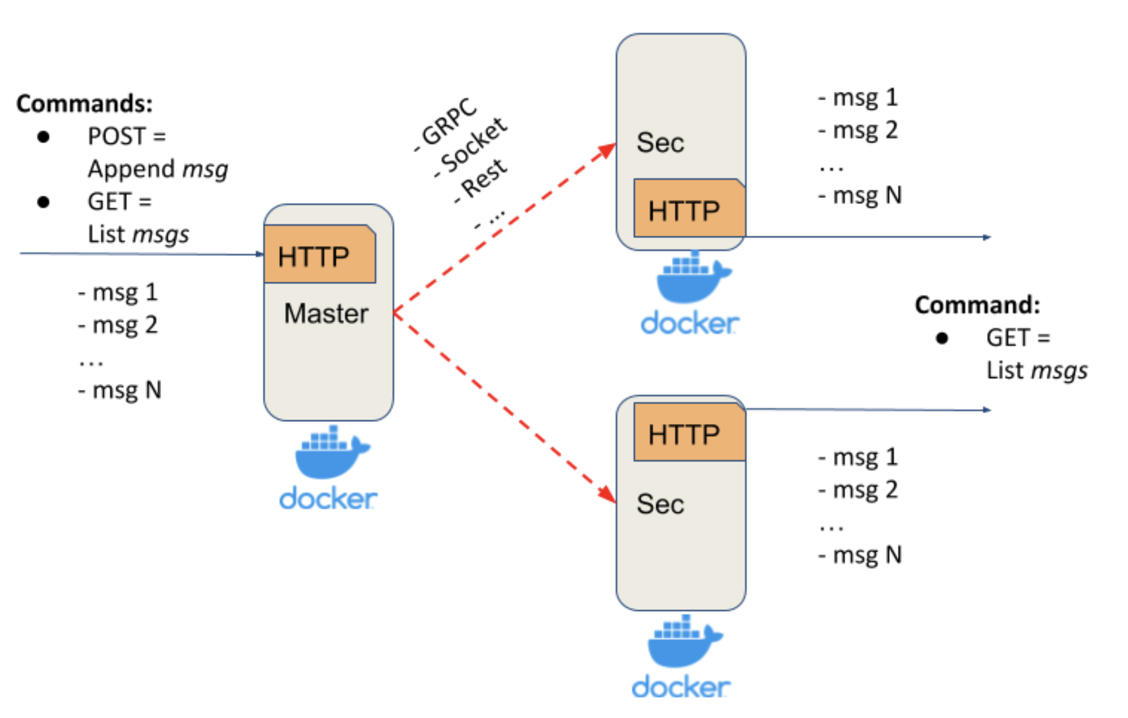 Commands:
● POST =
Append msg
● GET =
List msgs
HTTP
Master
- msg 1
- msg 2
...
- msg N
docker
- GRPC
- Socket
- Rest
- ...
Sec
HTTP
docker
- msg 1
- msg 2
...
- msg N
Command:
● GET =
List msgs
HTTP
Sec
docker
- msg 1
- msg 2
...
- msg N